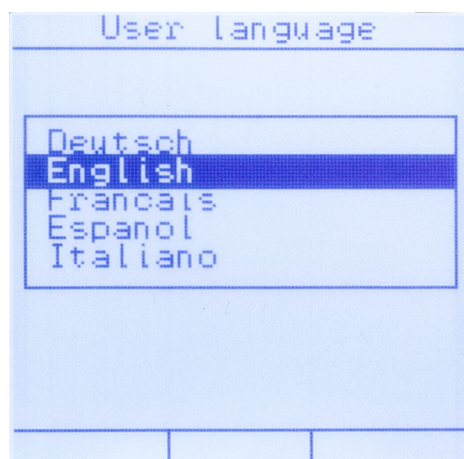 User language
Deutsch
English
Francais
Espanol
Italiano